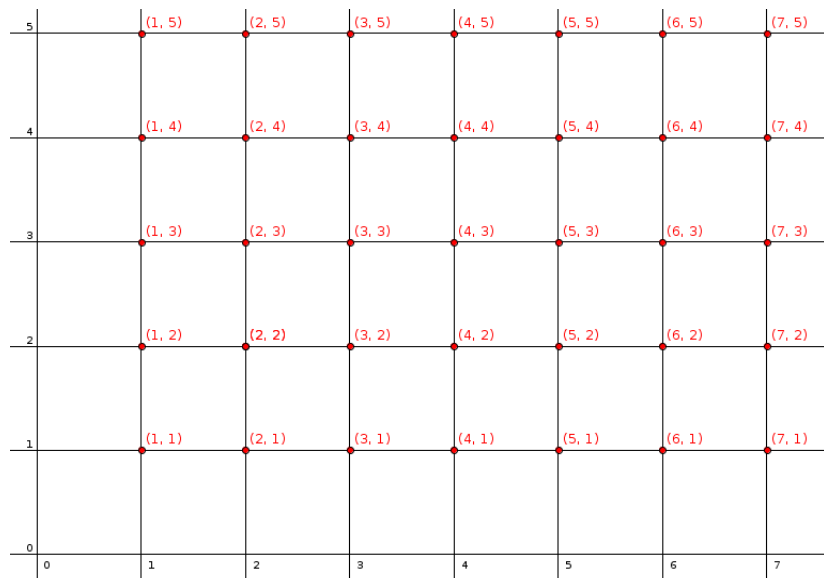 (1, 5) (2, 5) (3, 5) (4, 5) (5, 5) (6, 5) (7, 5)
5
(1, 4) (2, 4) (3, 4) (4, 4) (5, 4) (6, 4) (7, 4)
4
(1, 3) (2, 3) (3, 3) (4, 3) (5, 3) (6, 3) (7, 3)
3
(1, 2) (2, 2) (3, 2) (4, 2) (5, 2) (6, 2) (7, 2)
2
(1, 1) (2, 1) (3, 1) (4, 1) (5, 1) (6, 1) (7, 1)
1
0
0 1 2 3 4 5 6 7